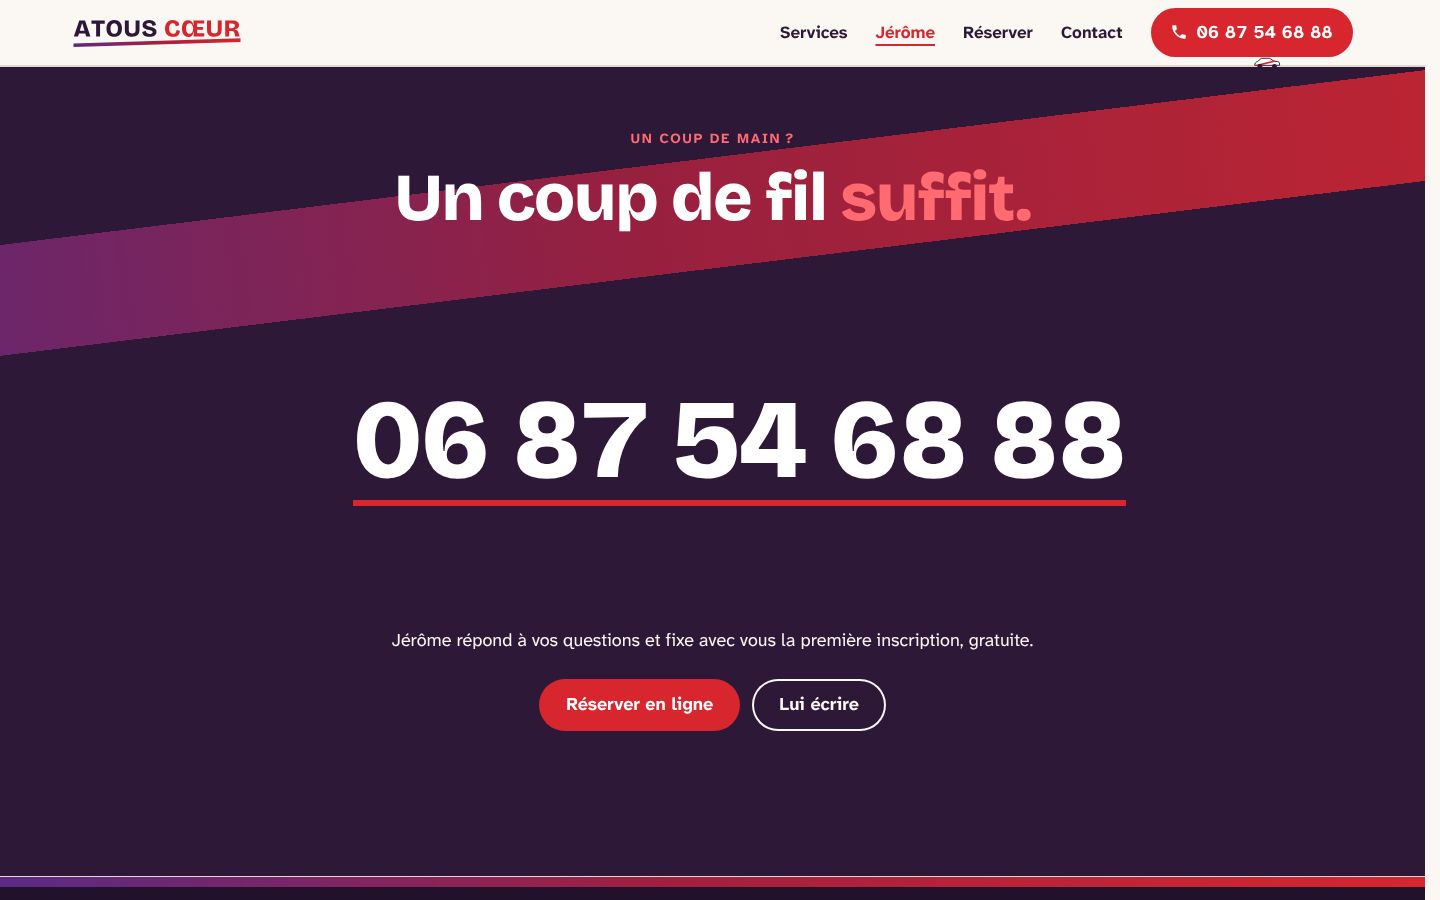 ATOUS CŒUR
Services
Jérôme
Réserver
Contact
06 87 54 68 88
UN COUP DE MAIN ?
Un coup de fil suffit.
06 87 54 68 88
Jérôme répond à vos questions et fixe avec vous la première inscription, gratuite.
Réserver en ligne
Lui écrire